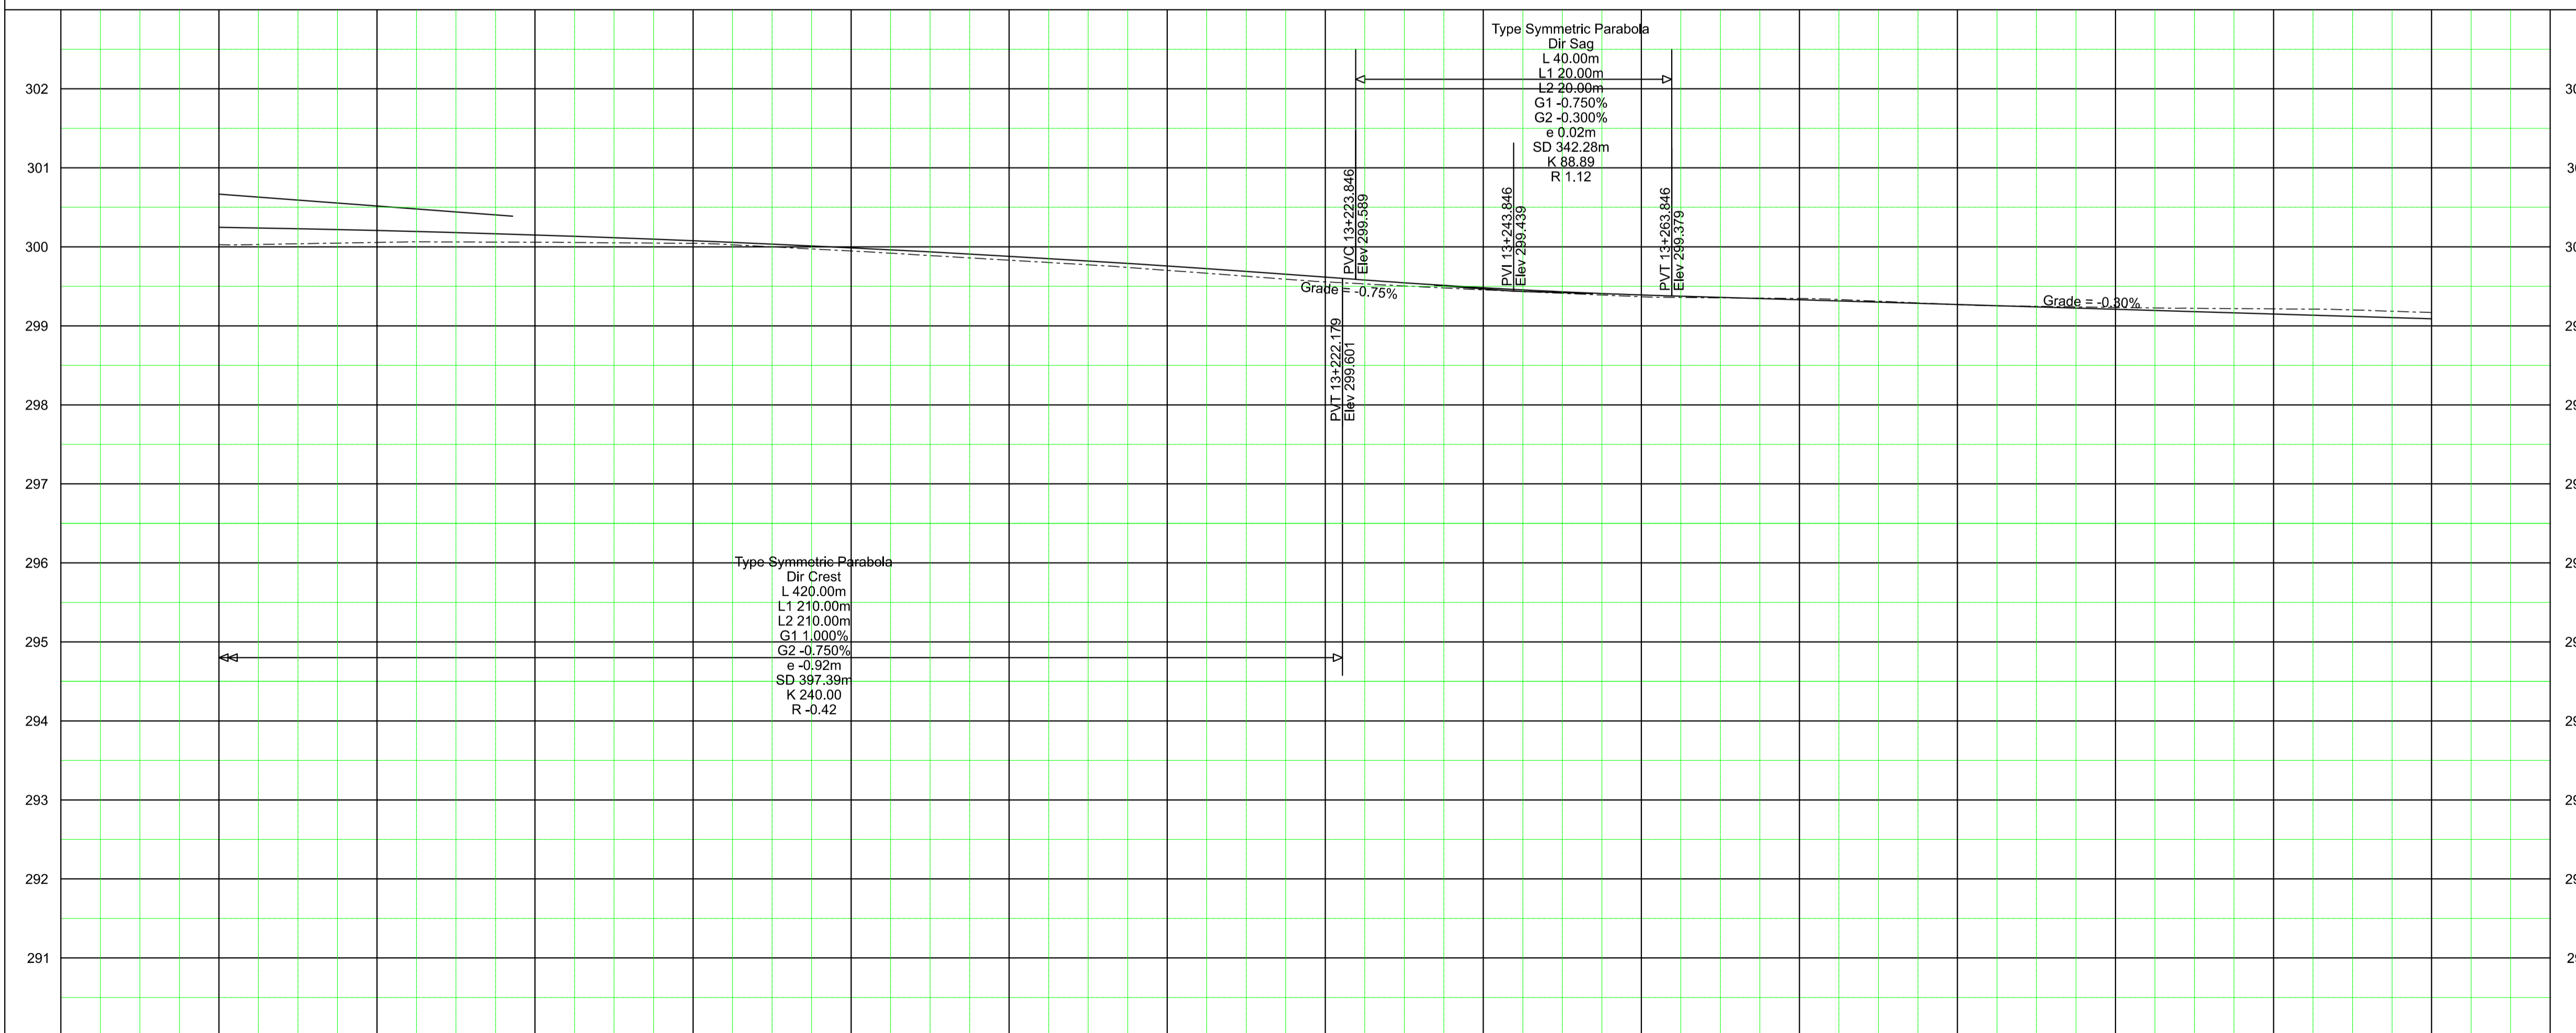 Type Symmetric Parabola
Dir Sag
L 40.00m
L1 20.00m
L2 20.00m
G1 -0.750%
G2 -0.300%
e 0.02m
SD 342.28m
K 88.89
R 1.12
302
301
300
299
298
297
296
295
294
293
292
291
PVC 13+223.846
Elev 299.589
PVI 13+243.846
Elev 299.439
PVT 13+263.846
Elev 299.379
Grade = -0.75%
Grade = -0.30%
PVT 13+222.179
Elev 299.601
Type Symmetric Parabola
Dir Crest
L 420.00m
L1 210.00m
L2 210.00m
G1 1.000%
G2 -0.750%
e -0.92m
SD 397.39m
K 240.00
R -0.42